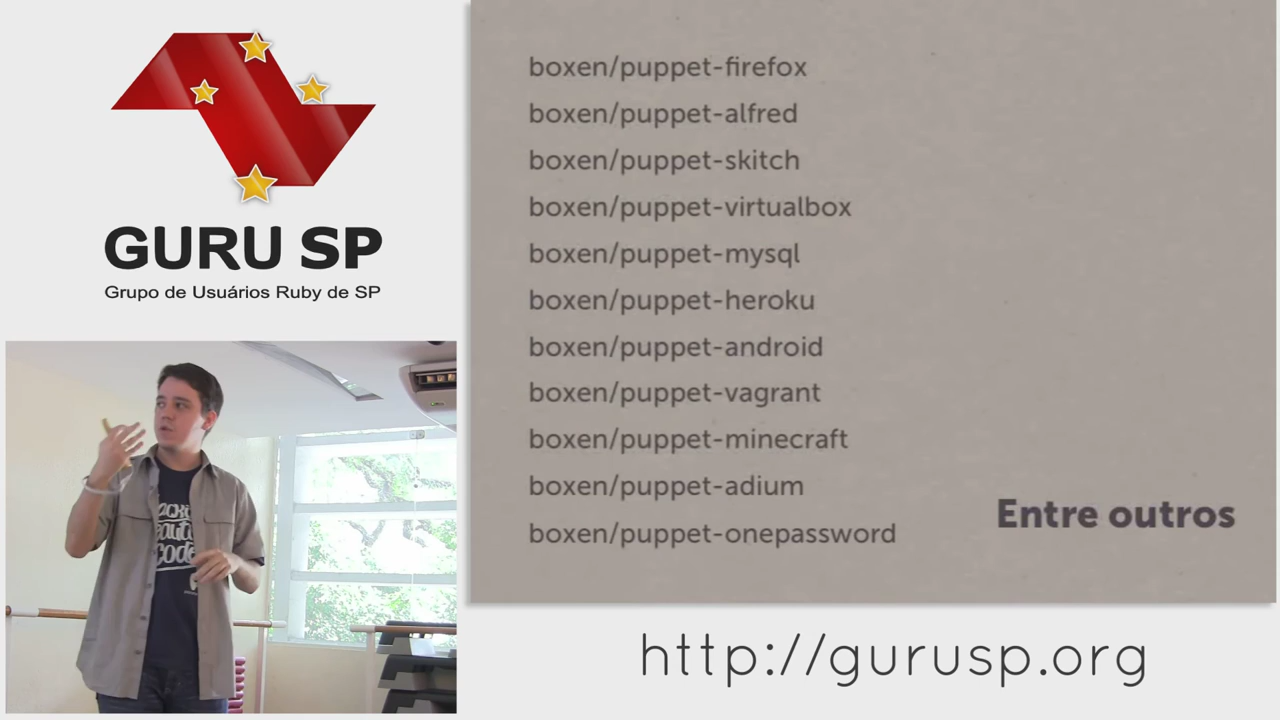 GURU SP
Grupo de Usuários Ruby de SP
boxen/puppet-firefox
boxen/puppet-alfred
boxen/puppet-skitch
boxen/puppet-virtualbox
boxen/puppet-mysql
boxen/puppet-heroku
boxen/puppet-android
boxen/puppet-vagrant
boxen/puppet-minecraft
boxen/puppet-adium
boxen/puppet-onepassword
Entre outros
Code
http://gurusp.org